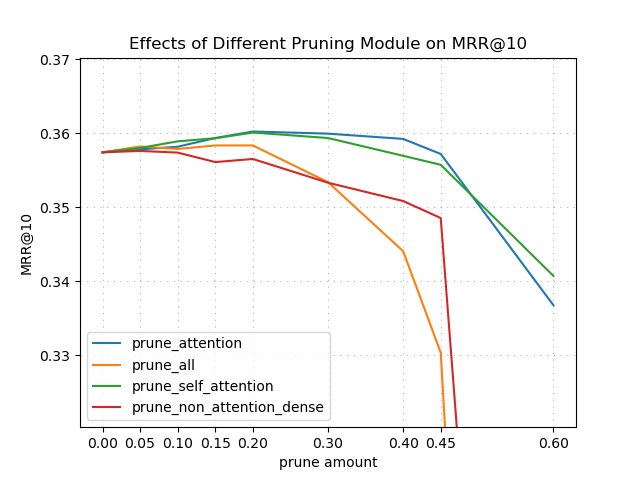 Effects of Different Pruning Module on MRR@10
MRR@10
0.37
0.36
0.35
0.34
0.33
prune_attention
prune_all
prune_self_attention
prune_non_attention_dense
0.00 0.05 0.10 0.15 0.20 0.30 0.40 0.45 0.60
prune amount